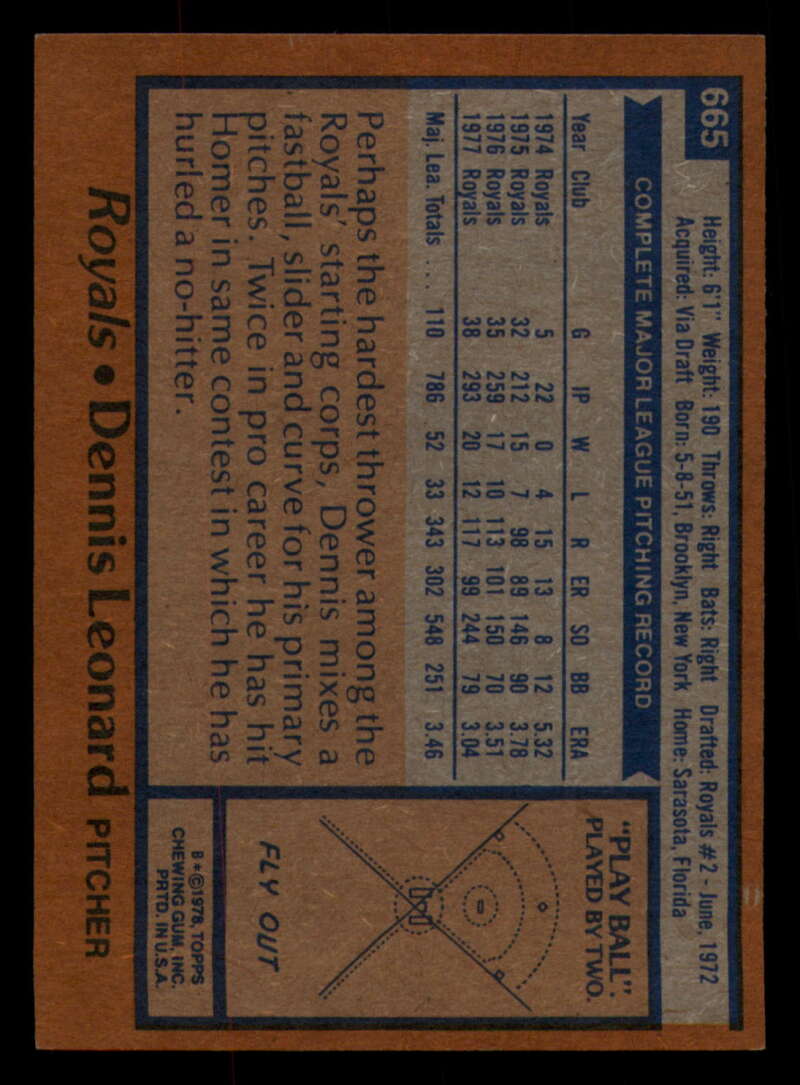 665
Height: 6'1" Weight: 190 Throws: Right Bats: Right Drafted: Royals #2 - June, 1972
Acquired: Via Draft Born: 5-8-51, Brooklyn, New York Home: Sarasota, Florida
COMPLETE MAJOR LEAGUE PITCHING RECORD
Year Club G IP W L R ER SO BB ERA
1974 Royals 5 22 0 4 15 13 8 12 5.32
1975 Royals 32 212 15 7 98 89 146 90 3.78
1976 Royals 35 259 17 10 113 101 150 70 3.51
1977 Royals 38 293 20 12 117 99 244 79 3.04
Maj. Lea. Totals . . . 110 786 52 33 343 302 548 251 3.46
Perhaps the hardest thrower among the
Royals' starting corps, Dennis mixes a
fastball, slider and curve for his primary
pitches. Twice in pro career he has hit
Homer in same contest in which he has
hurled a no-hitter.
"PLAY BALL".
PLAYED BY TWO.
FLY OUT
B*©1978, TOPPS
CHEWING GUM, INC.
PRTD. IN U.S.A.
Royals • Dennis Leonard PITCHER